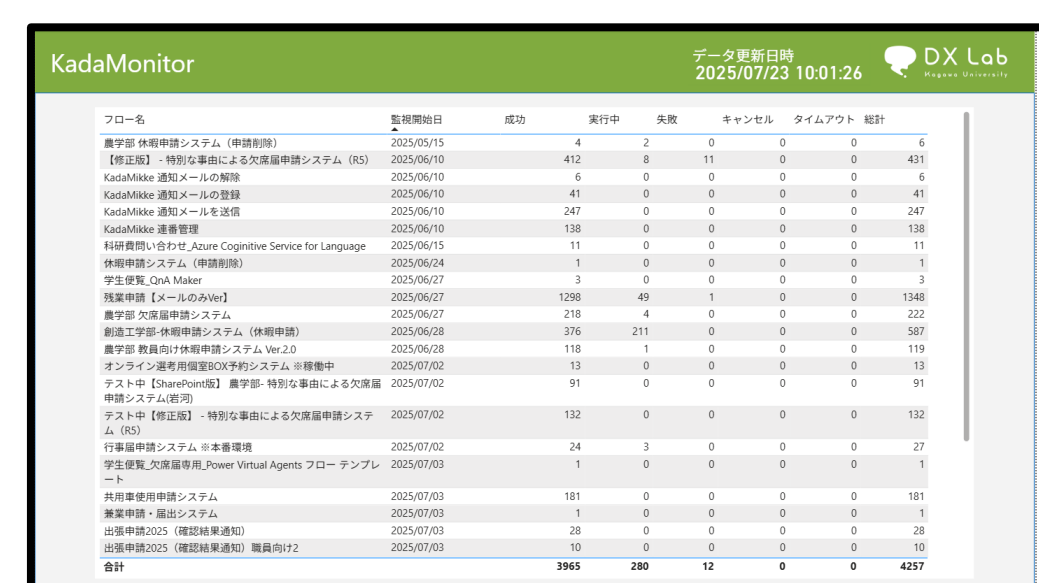 KadaMonitor
データ更新日時
2025/07/23 10:01:26
DX Lab
Kagawa University
フロー名 監視開始日 成功 実行中 失敗 キャンセル タイムアウト 総計
農学部 休暇申請システム（申請削除） 2025/05/15 4 2 0 0 0 6
【修正版】 - 特別な事由による欠席届申請システム（R5） 2025/06/10 412 8 11 0 0 431
KadaMikke 通知メールの解除 2025/06/10 6 0 0 0 0 6
KadaMikke 通知メールの登録 2025/06/10 41 0 0 0 0 41
KadaMikke 通知メールを送信 2025/06/10 247 0 0 0 0 247
KadaMikke 連番管理 2025/06/10 138 0 0 0 0 138
科研費問い合わせ_Azure Coginitive Service for Language 2025/06/15 11 0 0 0 0 11
休暇申請システム（申請削除） 2025/06/24 1 0 0 0 0 1
学生便覧_QnA Maker 2025/06/27 3 0 0 0 0 3
残業申請【メールのみVer】 2025/06/27 1298 49 1 0 0 1348
農学部 欠席届申請システム 2025/06/27 218 4 0 0 0 222
創造工学部-休暇申請システム（休暇申請） 2025/06/28 376 211 0 0 0 587
農学部 教員向け休暇申請システム Ver.2.0 2025/06/28 118 1 0 0 0 119
オンライン選考用個室BOX予約システム ※稼働中 2025/07/02 13 0 0 0 0 13
テスト中【SharePoint版】 農学部- 特別な事由による欠席届 2025/07/02 91 0 0 0 0 91
申請システム(岩河)
テスト中【修正版】 - 特別な事由による欠席届申請システ 2025/07/02 132 0 0 0 0 132
ム（R5）
行事届申請システム ※本番環境 2025/07/02 24 3 0 0 0 27
学生便覧_欠席届専用_Power Virtual Agents フロー テンプレ 2025/07/03 1 0 0 0 0 1
ート
共用車使用申請システム 2025/07/03 181 0 0 0 0 181
兼業申請・届出システム 2025/07/03 1 0 0 0 0 1
出張申請2025（確認結果通知） 2025/07/03 28 0 0 0 0 28
出張申請2025（確認結果通知）職員向け2 2025/07/03 10 0 0 0 0 10
合計 3965 280 12 0 0 4257